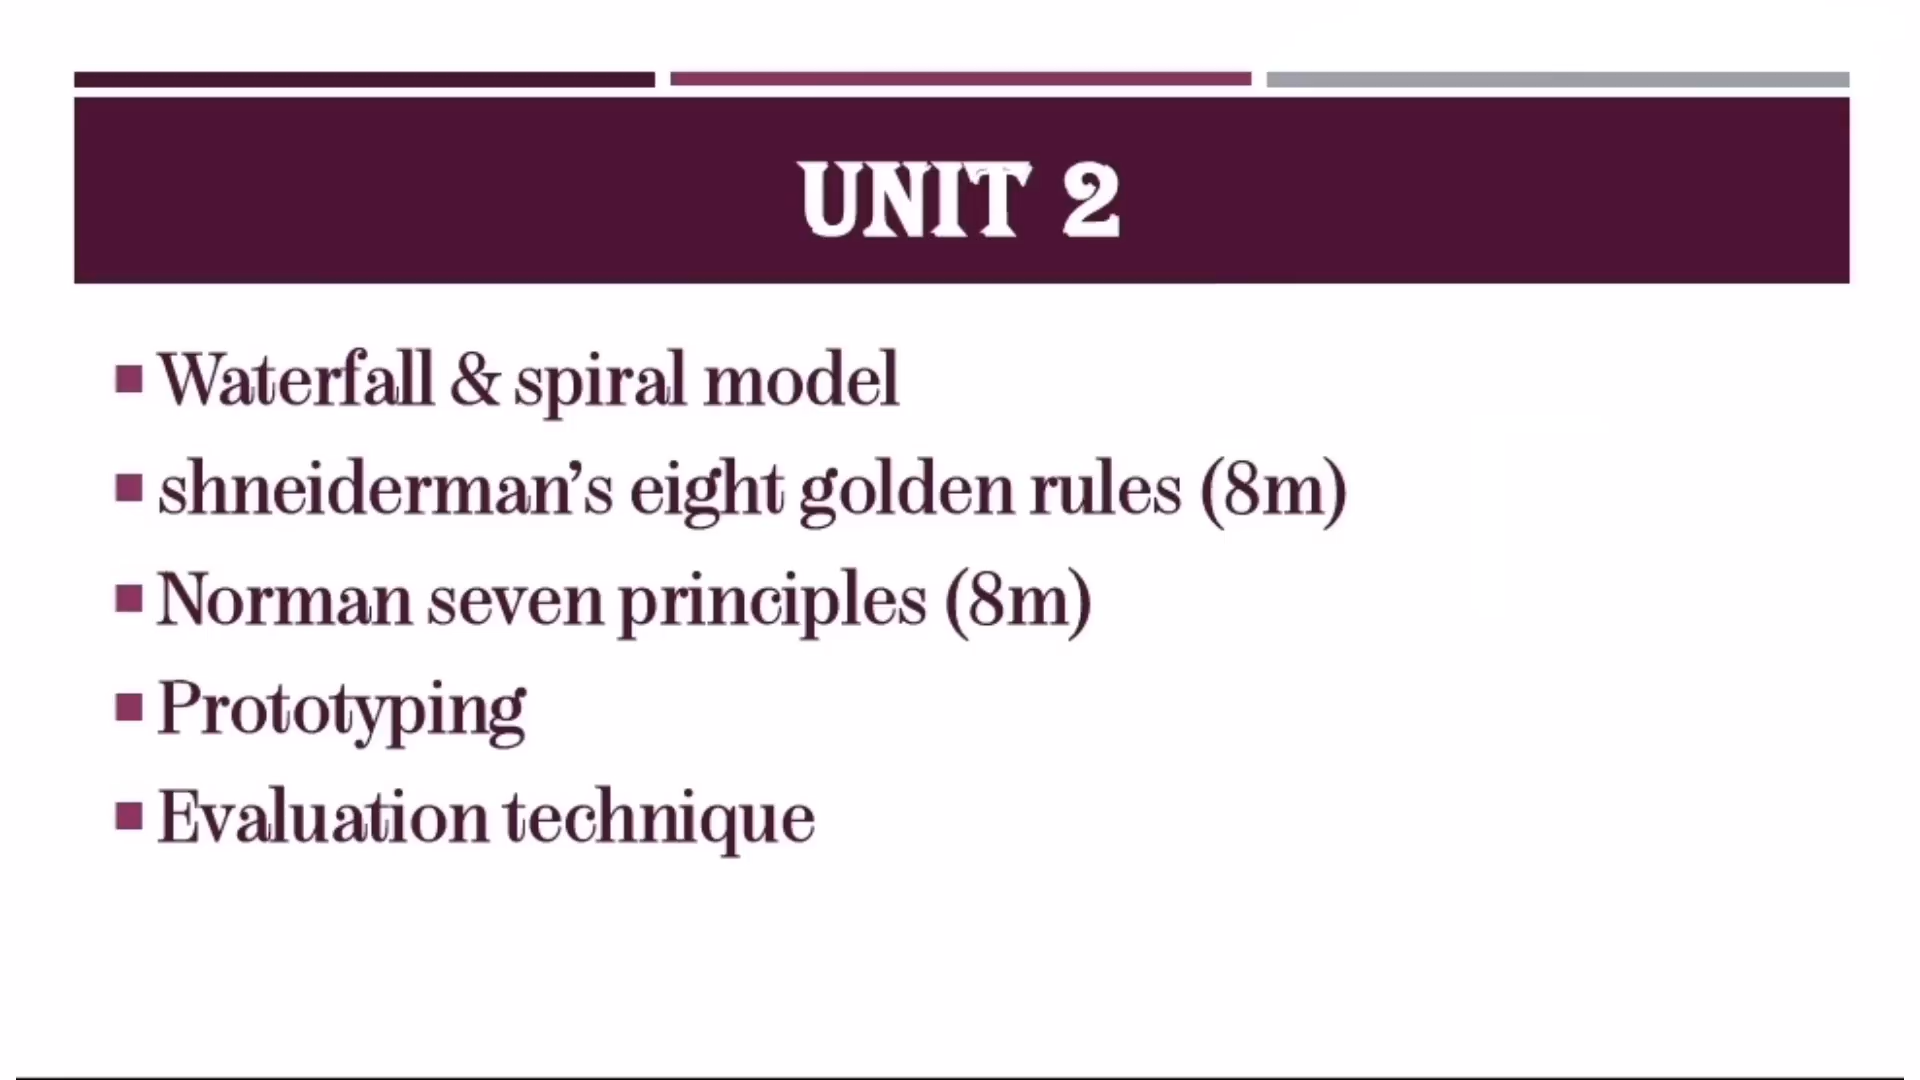 UNIT 2
Waterfall & spiral model
shneiderman’s eight golden rules (8m)
Norman seven principles (8m)
Prototyping
Evaluation technique